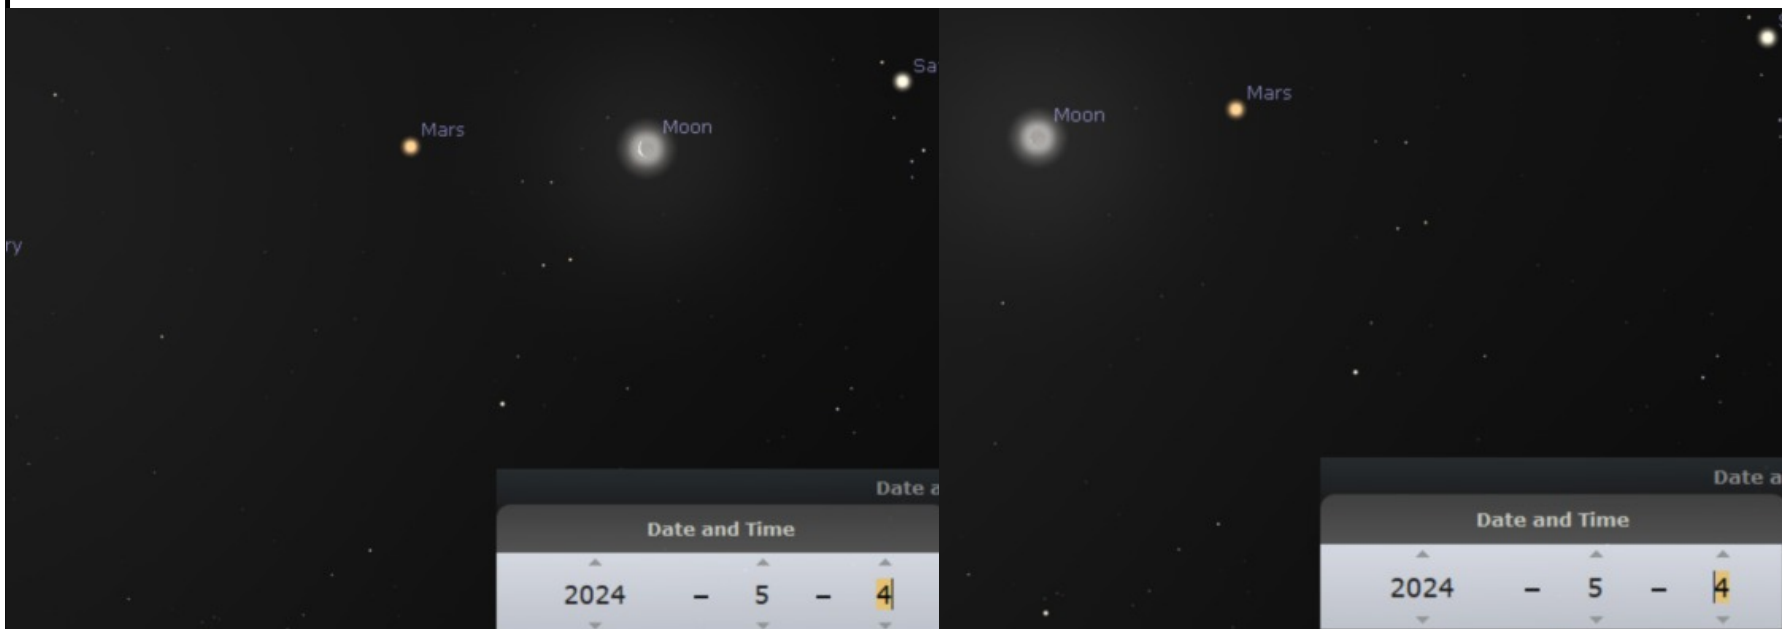 Sa
Mars
Moon
ry
Date a
Date and Time
2024 – 5 – 4
Mars
Moon
Date a
Date and Time
2024 – 5 – 4